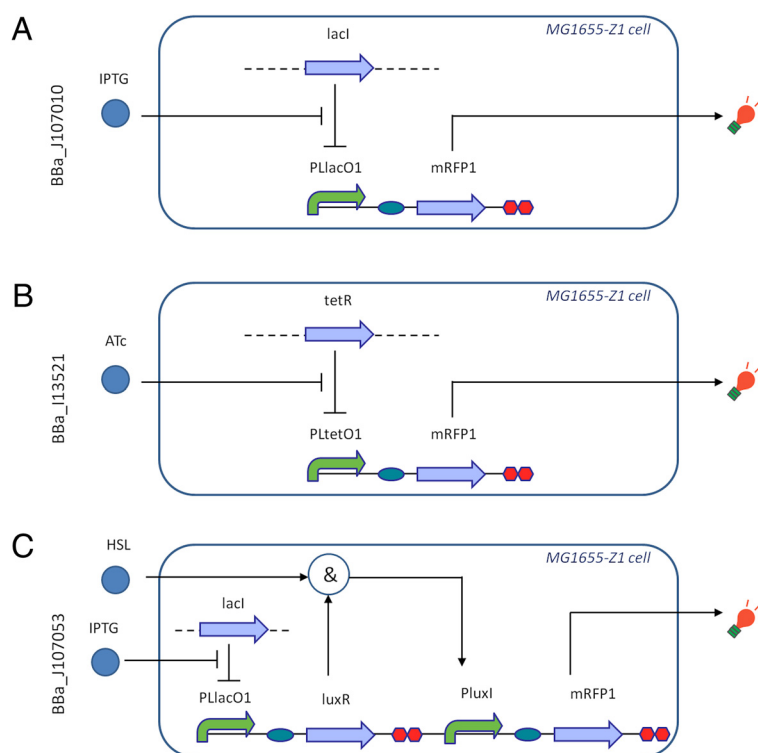 A
BBa_J107010
IPTG
lacI
MG1655-Z1 cell
PLlacO1
mRFP1
B
BBa_I13521
ATc
tetR
MG1655-Z1 cell
PLtetO1
mRFP1
C
BBa_J107053
HSL
IPTG
MG1655-Z1 cell
&
lacI
PLlacO1
luxR
PluxI
mRFP1